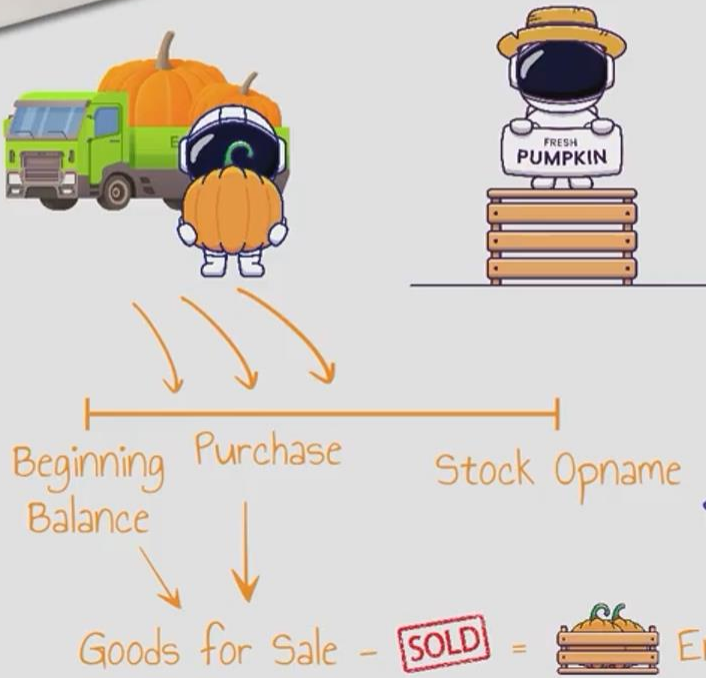 FRESH
PUMPKIN
Beginning
Balance
Purchase
Stock Opname
Goods for Sale - SOLD =